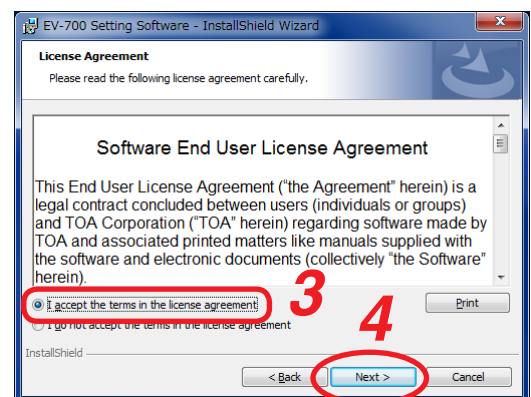 EV-700 Setting Software - InstallShield Wizard
License Agreement
Please read the following license agreement carefully.
Software End User License Agreement
This End User License Agreement ("the Agreement" herein) is a
legal contract concluded between users (individuals or groups)
and TOA Corporation ("TOA" herein) regarding software made by
TOA and associated printed matters like manuals supplied with
the software and electronic documents (collectively "the Software"
herein).
I accept the terms in the license agreement
3
Print
I do not accept the terms in the license agreement
4
InstallShield
< Back
Next >
Cancel